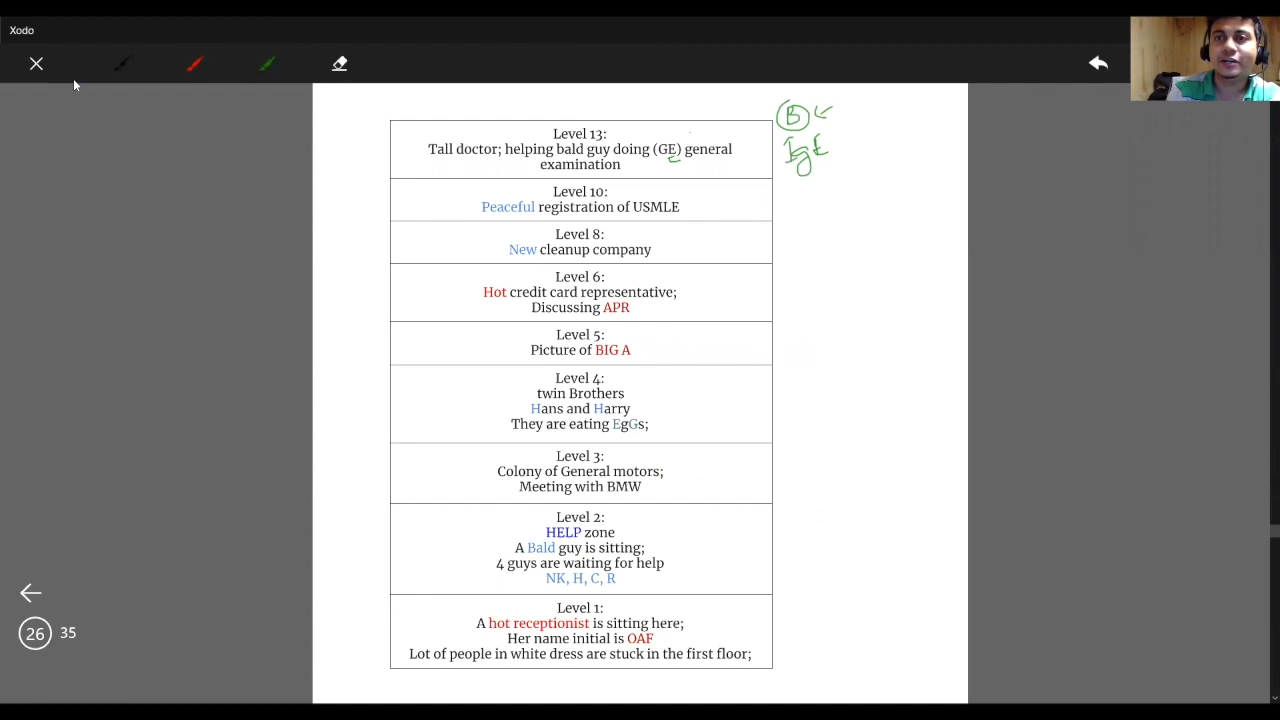 Xodo
Level 13:
Tall doctor; helping bald guy doing (GE) general
examination
B
IgE
Level 10:
Peaceful registration of USMLE
Level 8:
New cleanup company
Level 6:
Hot credit card representative;
Discussing APR
Level 5:
Picture of BIG A
Level 4:
twin Brothers
Hans and Harry
They are eating EgGs;
Level 3:
Colony of General motors;
Meeting with BMW
Level 2:
HELP zone
A Bald guy is sitting;
4 guys are waiting for help
NK, H, C, R
Level 1:
A hot receptionist is sitting here;
Her name initial is OAF
Lot of people in white dress are stuck in the first floor;
26 35